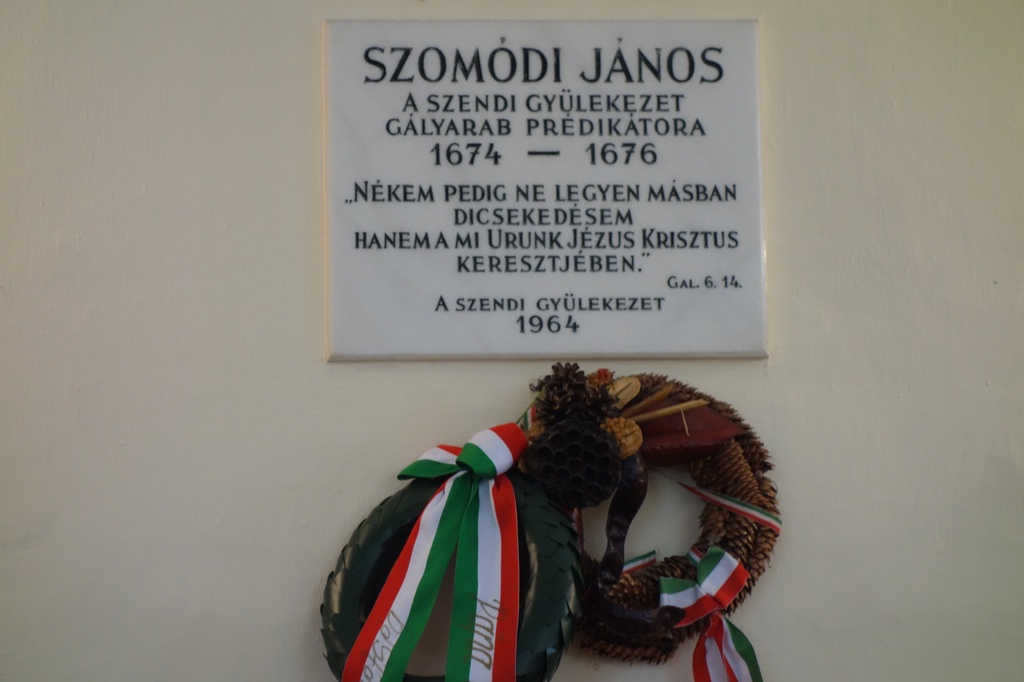 SZOMÓDI JÁNOS
A SZENDI GYÜLEKEZET
GÁLYARAB PRÉDIKÁTORA
1674 — 1676
„NÉKEM PEDIG NE LEGYEN MÁSBAN
DICSEKEDÉSEM
HANEM A MI URUNK JÉZUS KRISZTUS
KERESZTJÉBEN."
GAL. 6. 14.
A SZENDI GYÜLEKEZET
1964